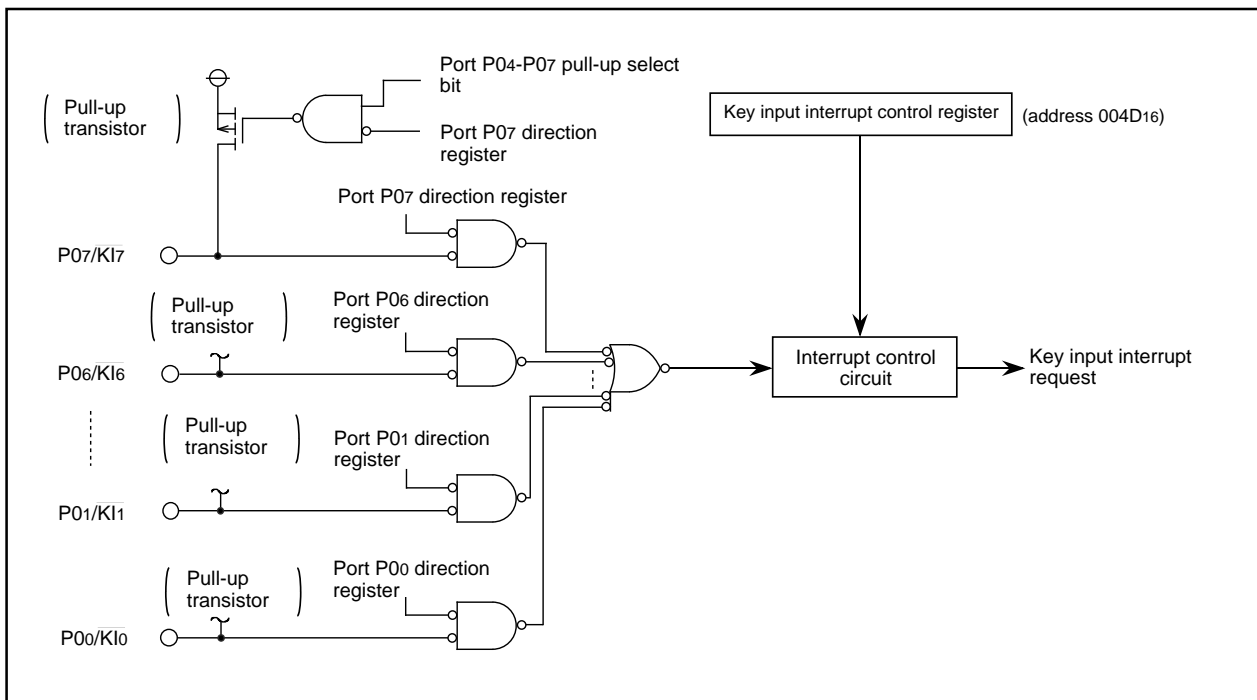 Port P04-P07 pull-up select
bit
( Pull-up
transistor )
Port P07 direction
register
Key input interrupt control register
(address 004D16)
Port P07 direction register
P07/KI7
( Pull-up
transistor )
Port P06 direction
register
P06/KI6
Interrupt control
circuit
Key input interrupt
request
( Pull-up
transistor )
Port P01 direction
register
P01/KI1
( Pull-up
transistor )
Port P00 direction
register
P00/KI0